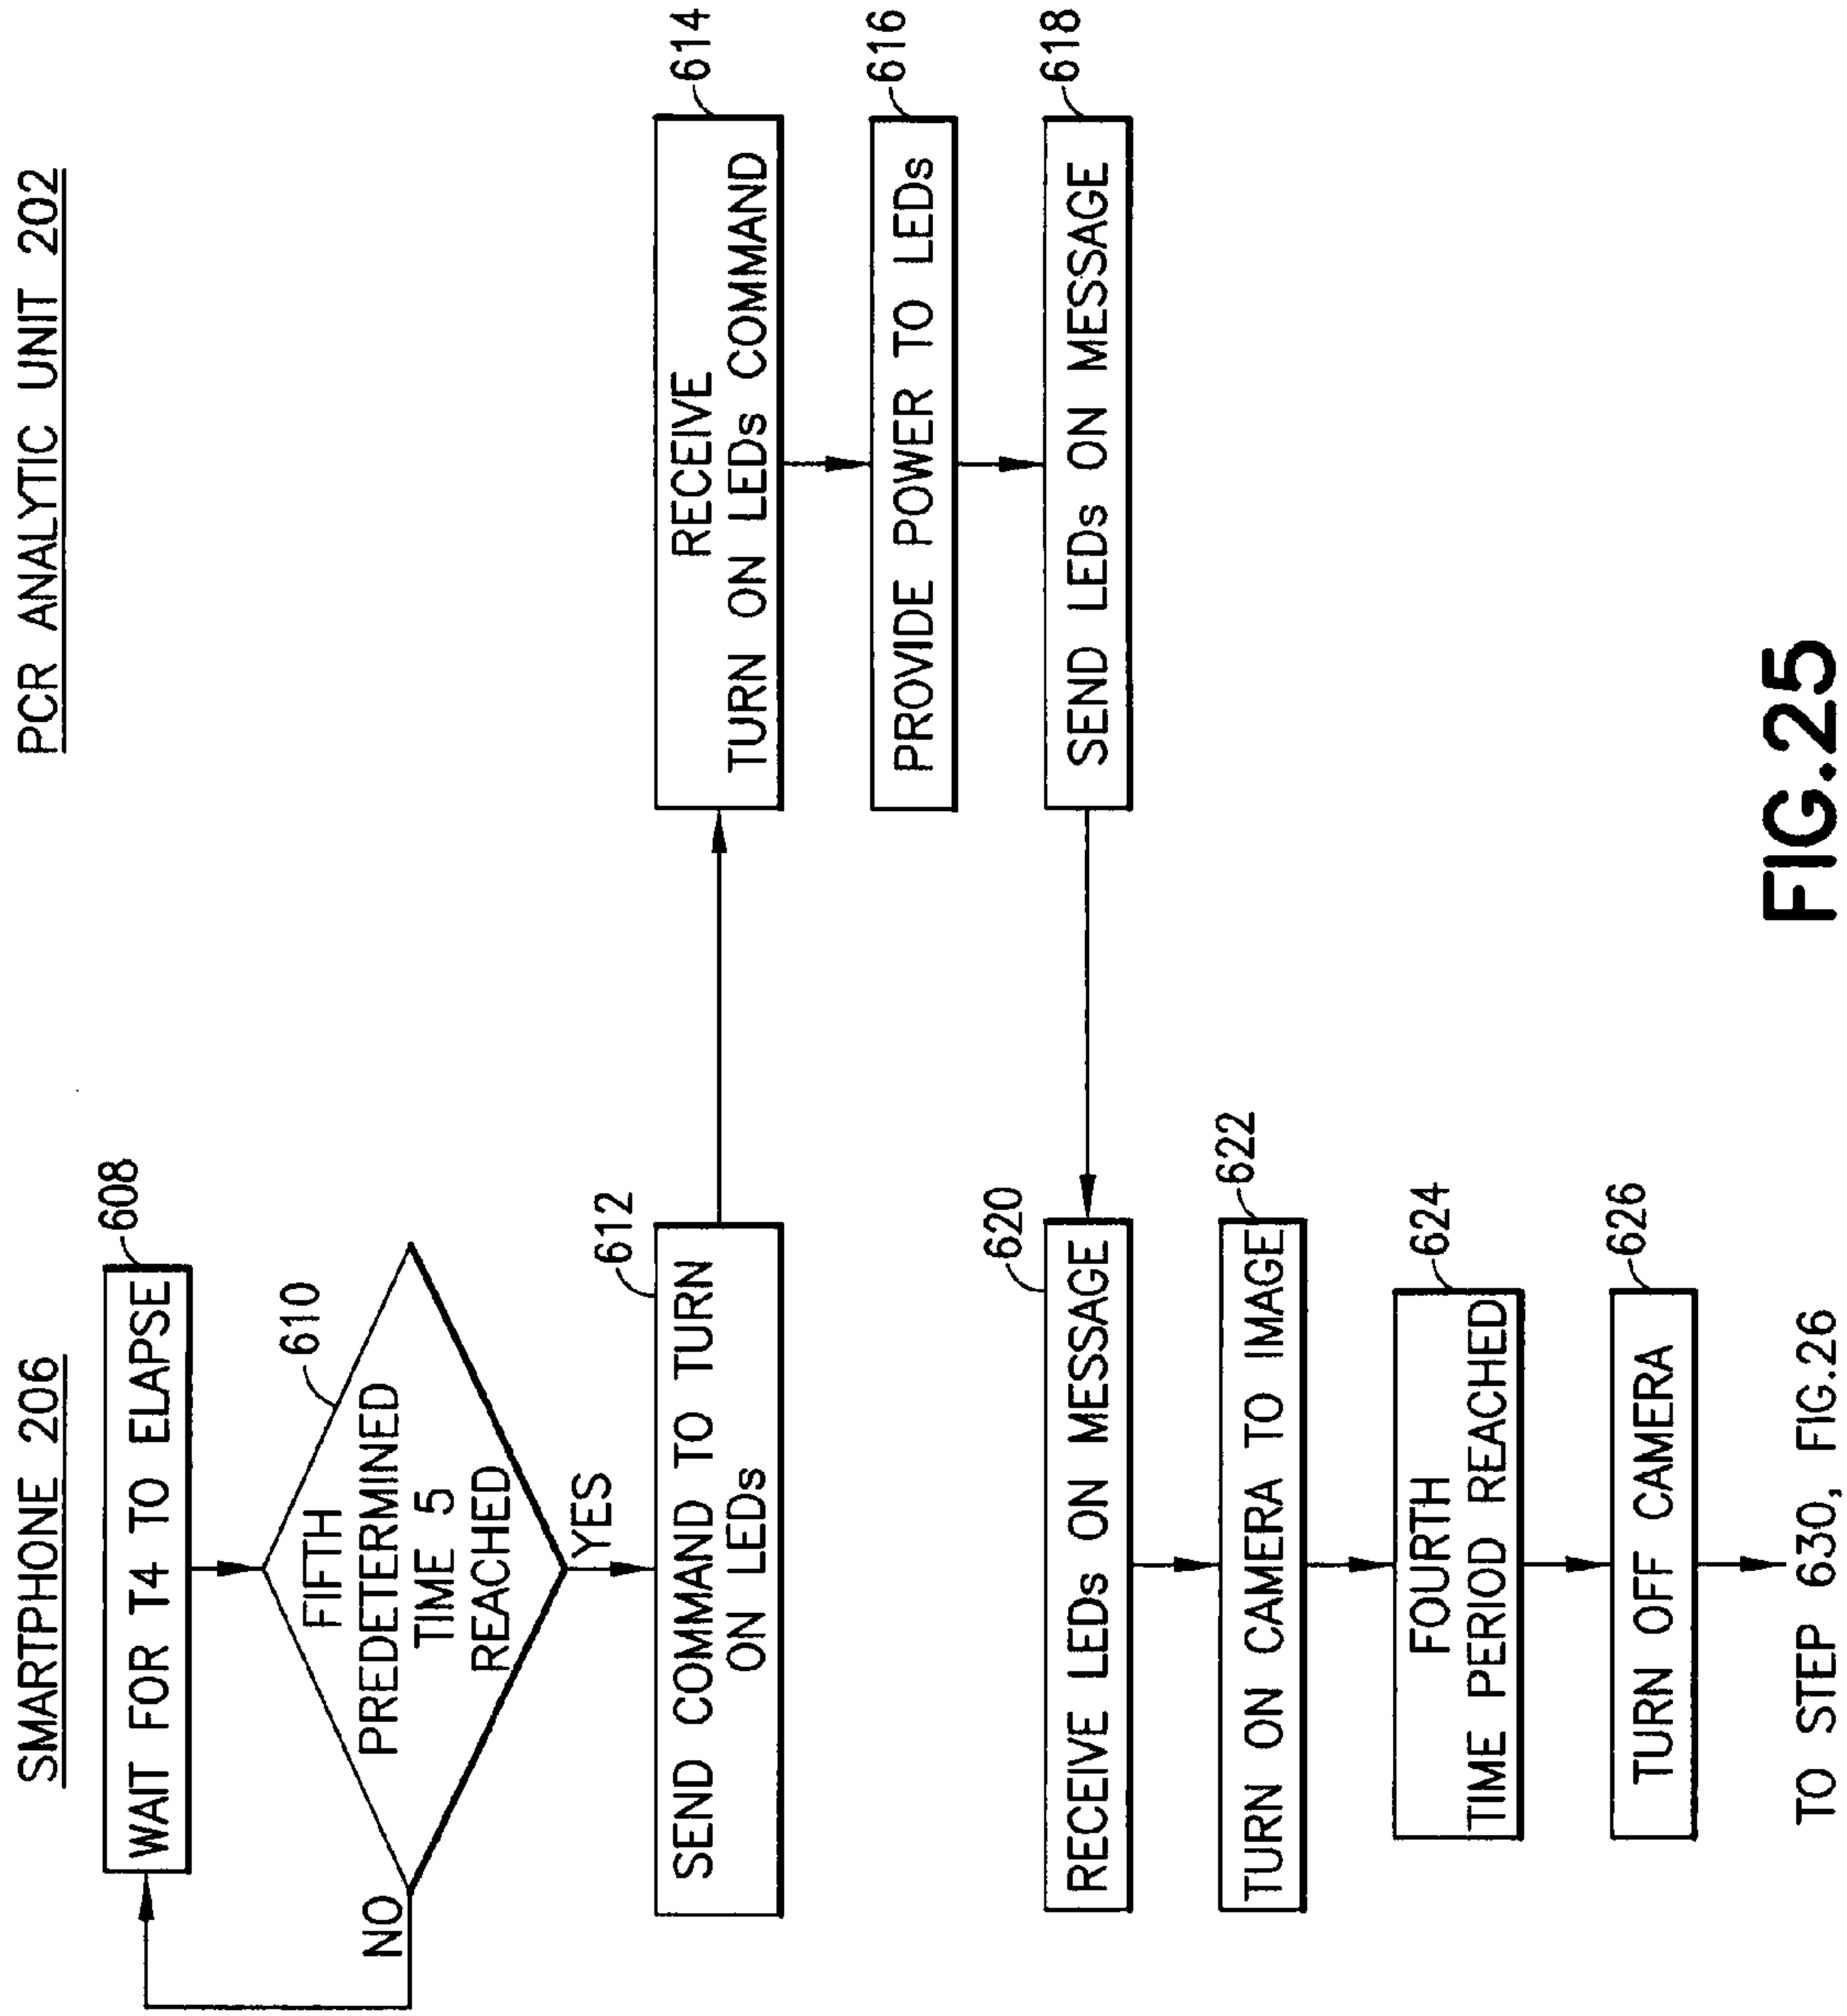 SMARTPHONE 206
PCR ANALYTIC UNIT 202
WAIT FOR T4 TO ELAPSE
608
FIFTH
PREDETERMINED
TIME 5
REACHED
610
NO
YES
SEND COMMAND TO TURN
ON LEDs
612
RECEIVE
TURN ON LEDs COMMAND
614
PROVIDE POWER TO LEDs
616
SEND LEDs ON MESSAGE
618
RECEIVE LEDs ON MESSAGE
620
TURN ON CAMERA TO IMAGE
622
FOURTH
TIME PERIOD REACHED
624
TURN OFF CAMERA
626
TO STEP 630, FIG.26
FIG.25